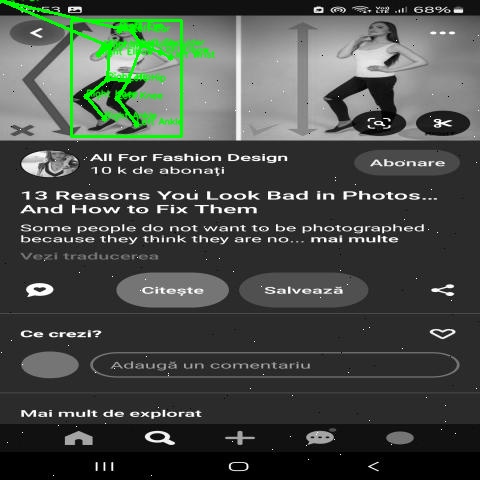 68%
All For Fashion Design
10 k de abonați
Abonare
13 Reasons You Look Bad in Photos...
And How to Fix Them
Some people do not want to be photographed
because they think they are no... mai multe
Vezi traducerea
Citește
Salvează
Ce crezi?
Adaugă un comentariu
Mai mult de explorat